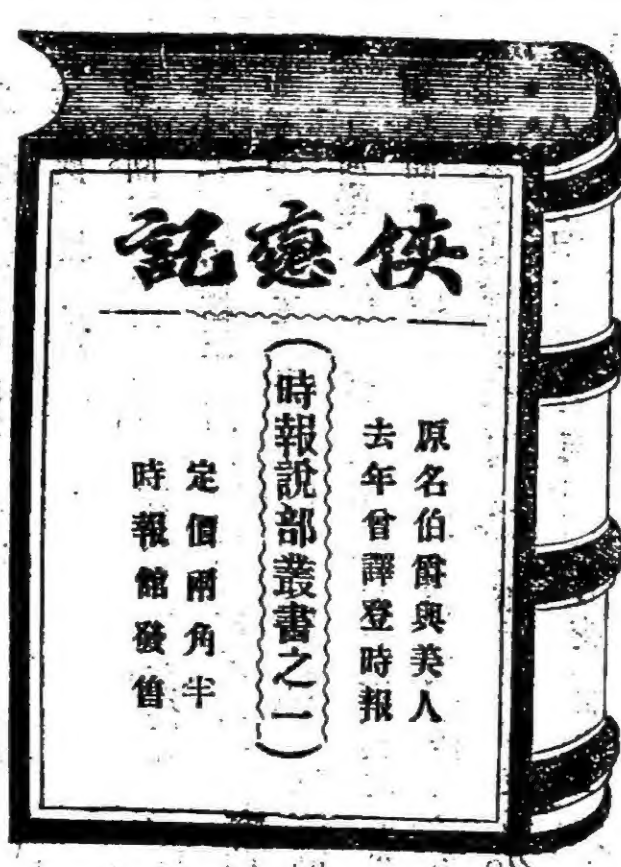 俠戀記
原名伯爵與美人
去年曾譯登時報
時報說部叢書之一
定價兩角半
時報館發售